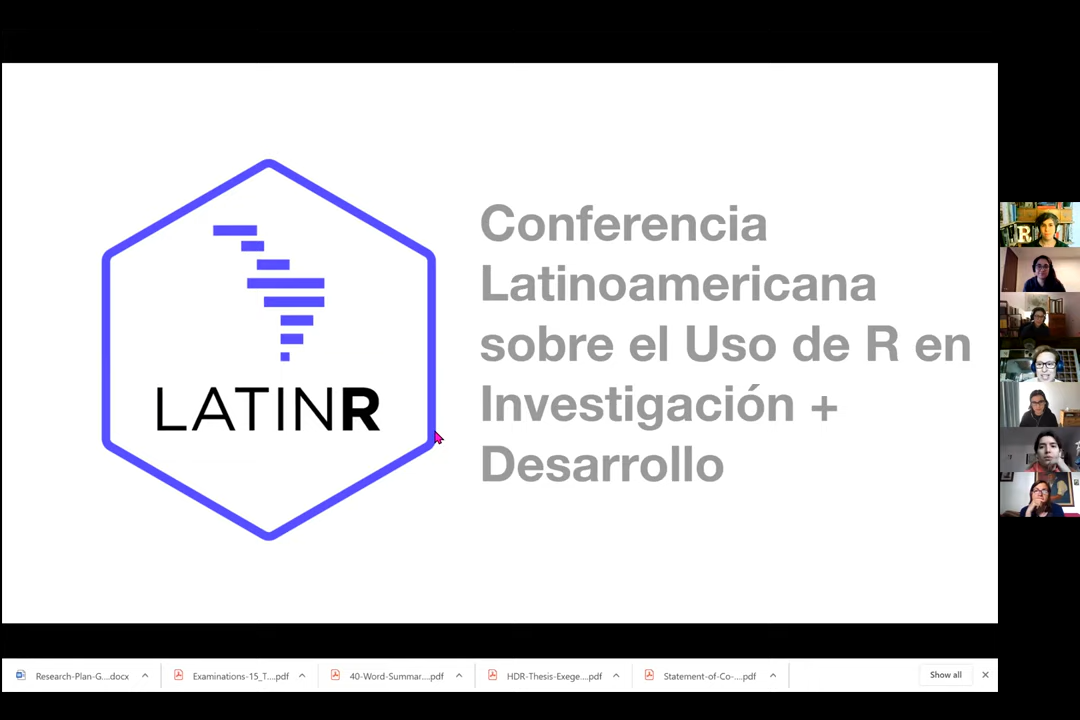 LATINR
Conferencia
Latinoamericana
sobre el Uso de R en
Investigación +
Desarrollo
R
Research-Plan-G....docx
Examinations-15_T....pdf
40-Word-Summar....pdf
HDR-Thesis-Exege....pdf
Statement-of-Co-....pdf
Show all